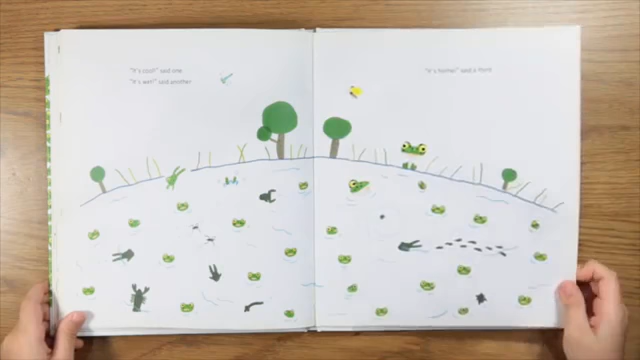 "It's cool!" said one.
"It's wet!" said another.
"It's home!" said a third.